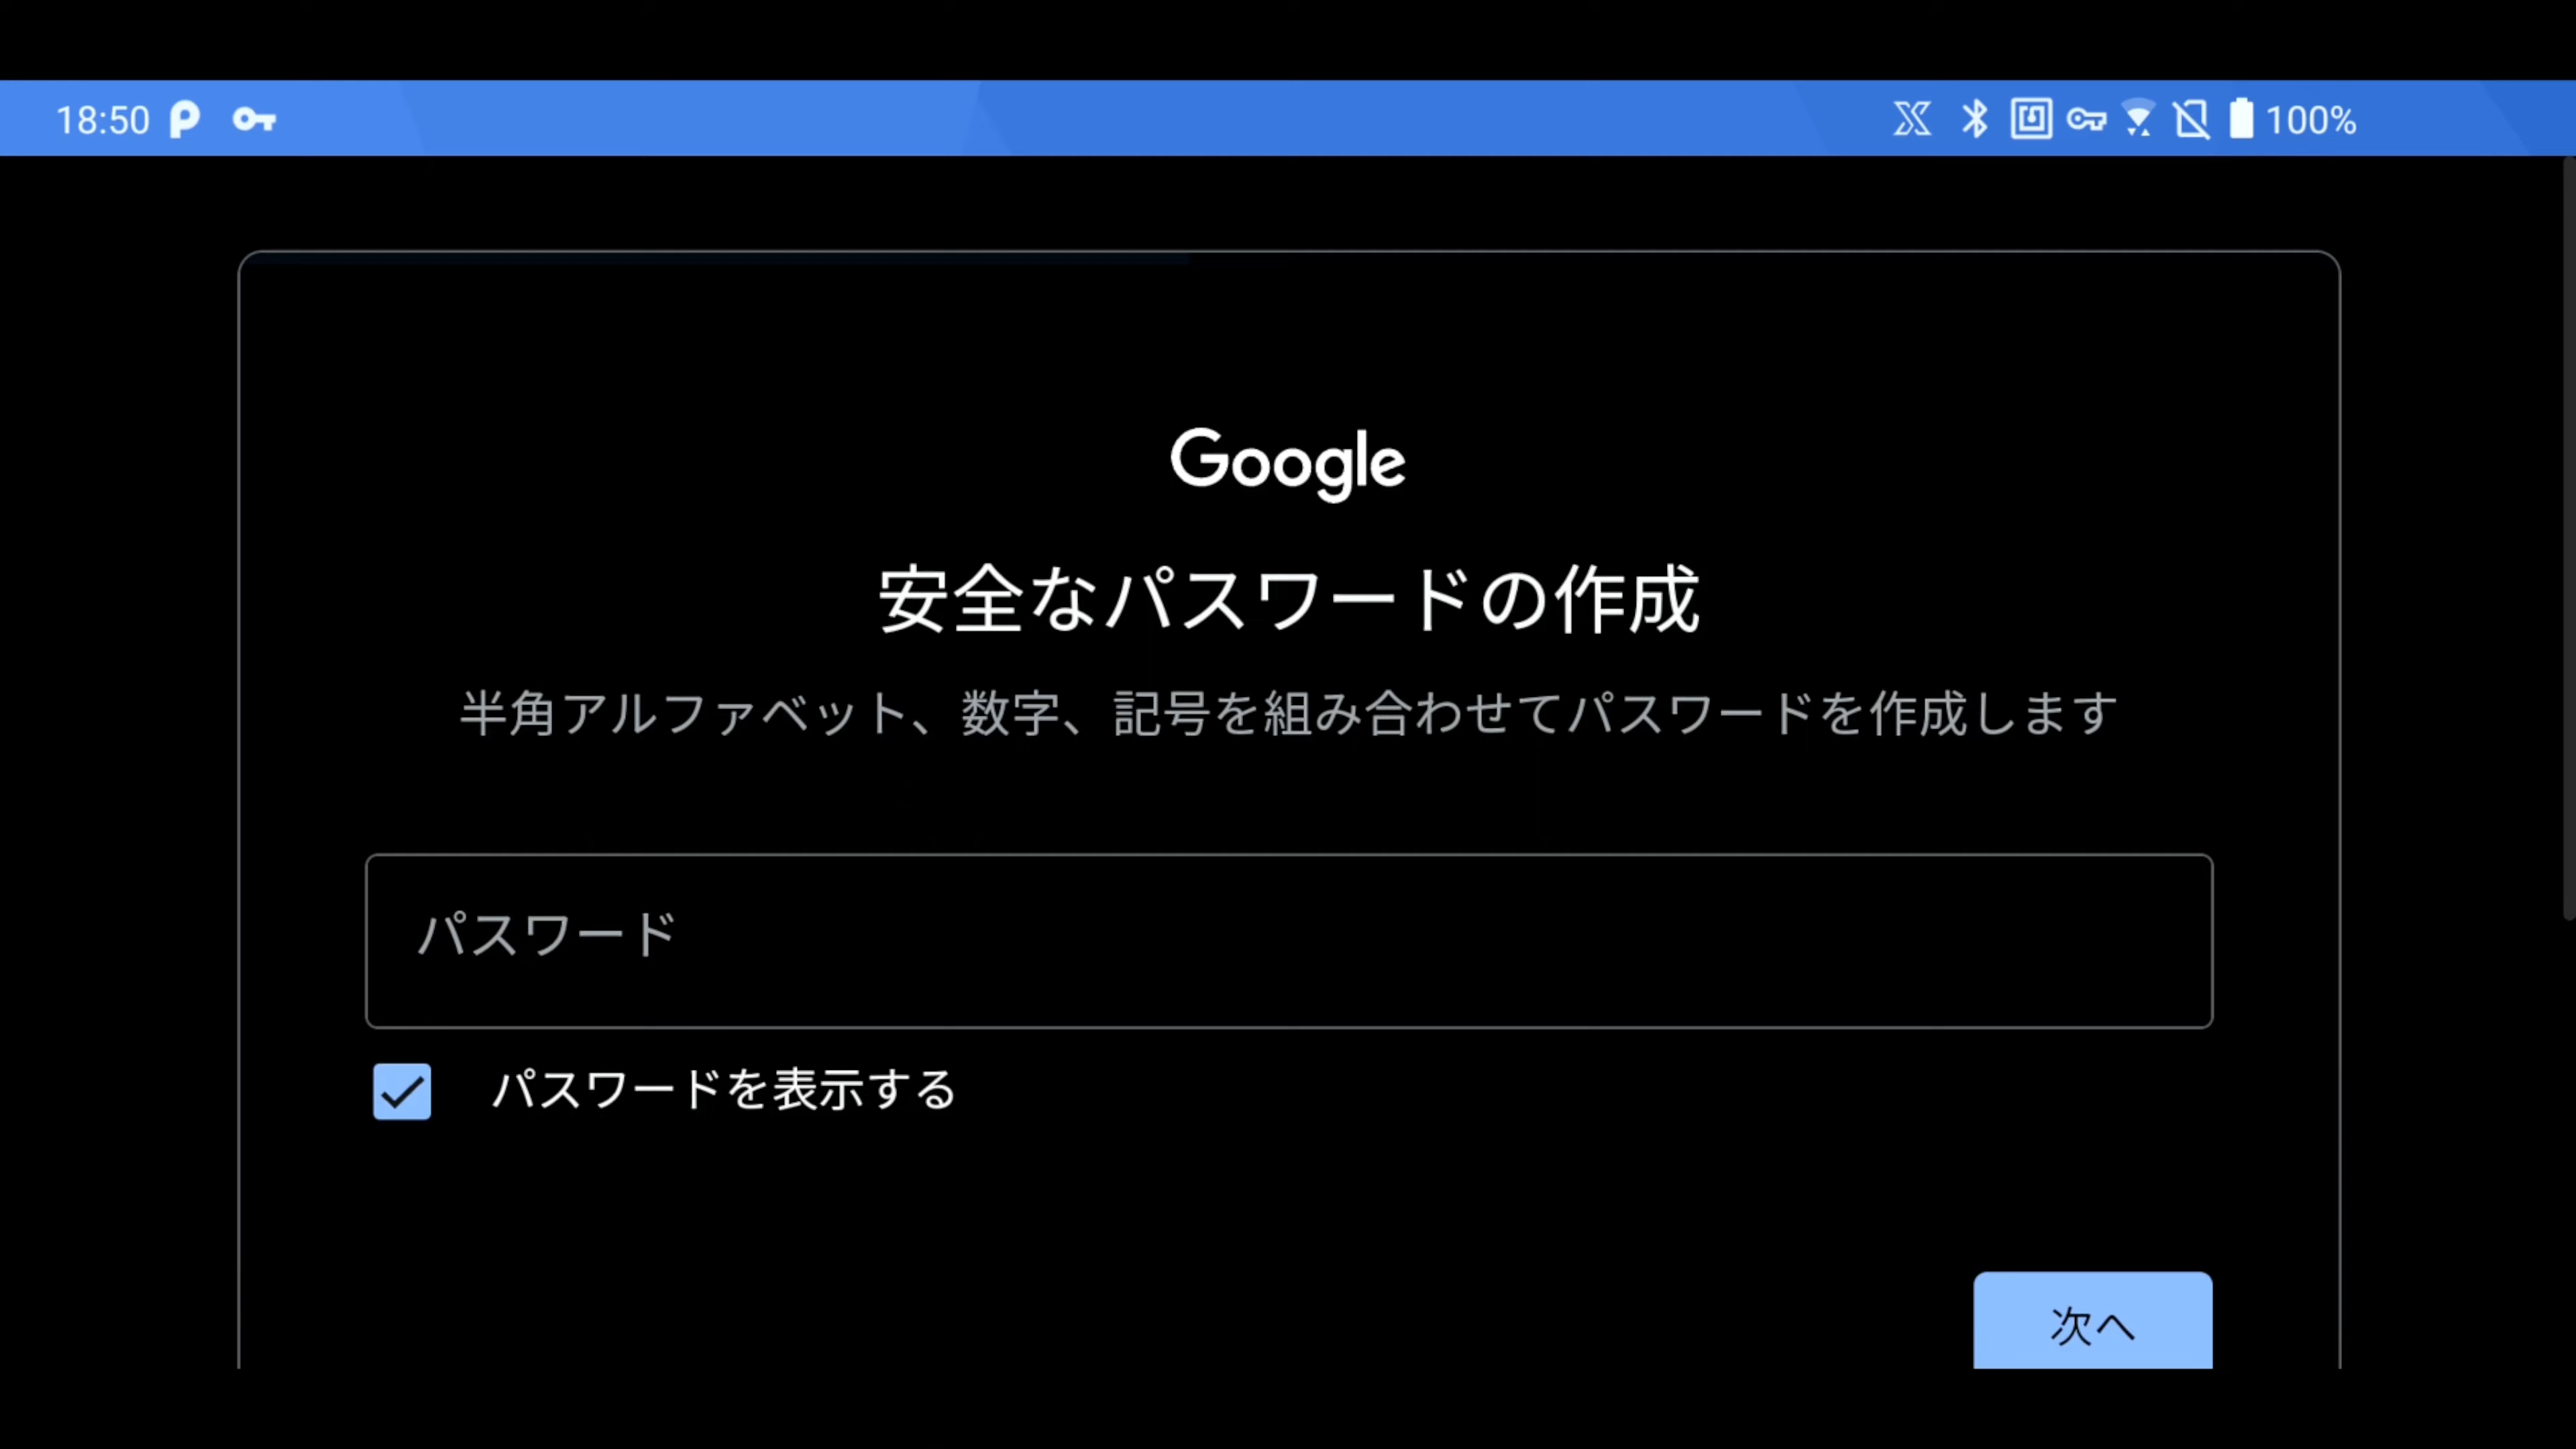 18:50 100%
Google
安全なパスワードの作成
半角アルファベット、数字、記号を組み合わせてパスワードを作成します
パスワード
パスワードを表示する
次へ